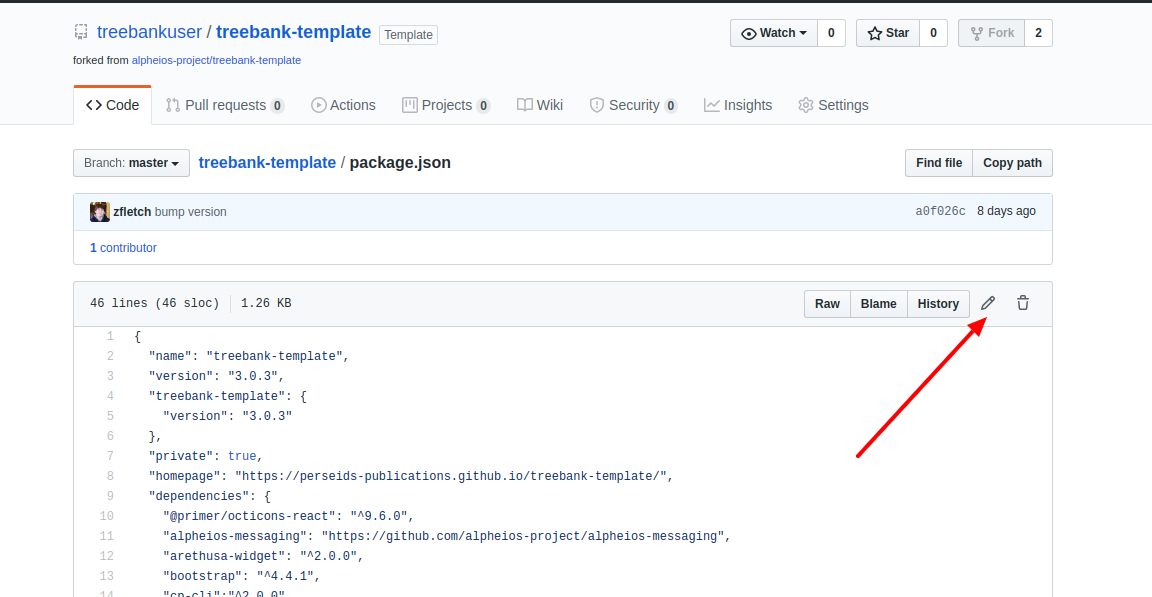 treebankuser / treebank-template Template Watch 0 Star 0 Fork 2
forked from alpheios-project/treebank-template
Code Pull requests 0 Actions Projects 0 Wiki Security 0 Insights Settings
Branch: master treebank-template / package.json Find file Copy path
zfletch bump version a0f026c 8 days ago
1 contributor
46 lines (46 sloc) 1.26 KB Raw Blame History
1 {
2 "name": "treebank-template",
3 "version": "3.0.3",
4 "treebank-template": {
5 "version": "3.0.3"
6 },
7 "private": true,
8 "homepage": "https://perseids-publications.github.io/treebank-template/",
9 "dependencies": {
10 "@primer/octicons-react": "^9.6.0",
11 "alpheios-messaging": "https://github.com/alpheios-project/alpheios-messaging",
12 "arethusa-widget": "^2.0.0",
13 "bootstrap": "^4.4.1",
14 "cp-cli":"^2.0.0"